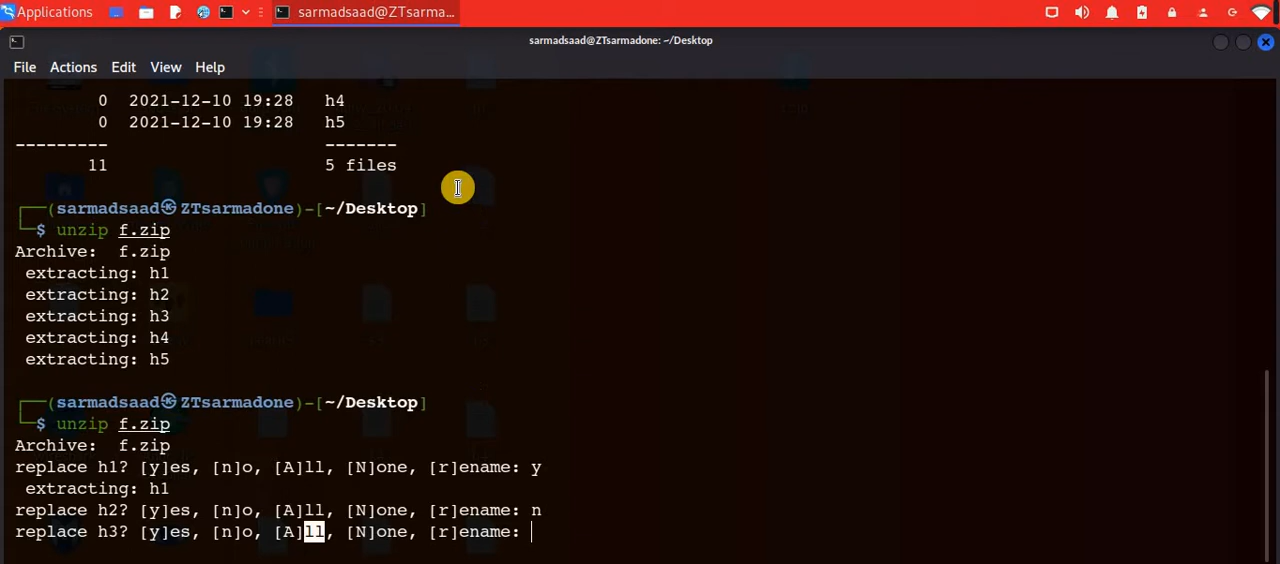 Applications
sarmadsaad@ZTsarma...
sarmadsaad@ZTsarmadone: ~/Desktop
File Actions Edit View Help
0 2021-12-10 19:28 h4
0 2021-12-10 19:28 h5
--------- -------
11 5 files
┌──(sarmadsaad㉿ZTsarmadone)-[~/Desktop]
└─$ unzip f.zip
Archive: f.zip
extracting: h1
extracting: h2
extracting: h3
extracting: h4
extracting: h5
┌──(sarmadsaad㉿ZTsarmadone)-[~/Desktop]
└─$ unzip f.zip
Archive: f.zip
replace h1? [y]es, [n]o, [A]ll, [N]one, [r]ename: y
extracting: h1
replace h2? [y]es, [n]o, [A]ll, [N]one, [r]ename: n
replace h3? [y]es, [n]o, [A]ll, [N]one, [r]ename: